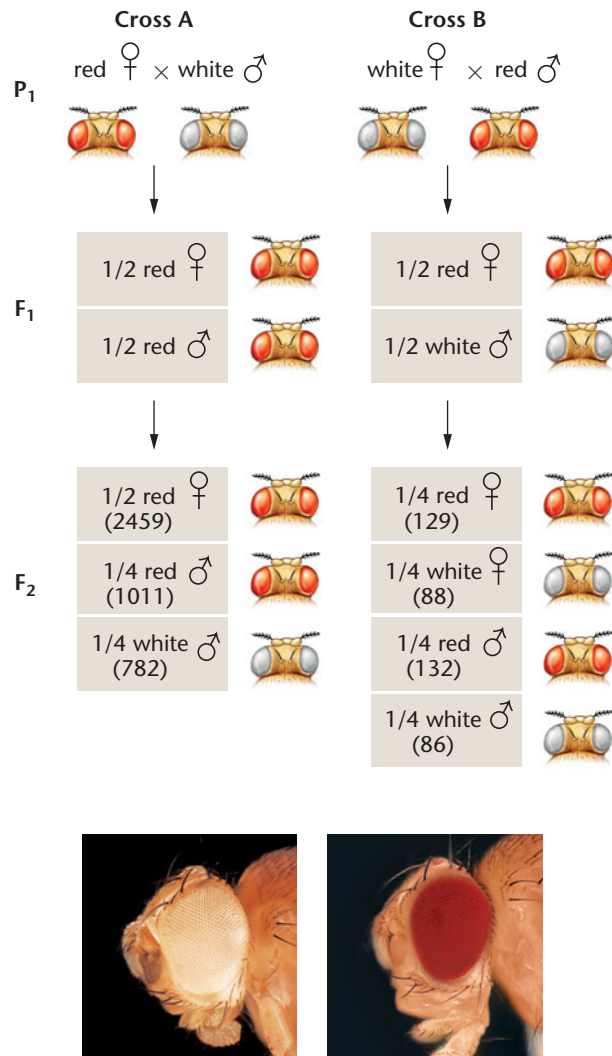 Cross A
Cross B
P1
red ♀ × white ♂
white ♀ × red ♂
F1
1/2 red ♀
1/2 red ♂
1/2 red ♀
1/2 white ♂
F2
1/2 red ♀
(2459)
1/4 red ♂
(1011)
1/4 white ♂
(782)
1/4 red ♀
(129)
1/4 white ♀
(88)
1/4 red ♂
(132)
1/4 white ♂
(86)